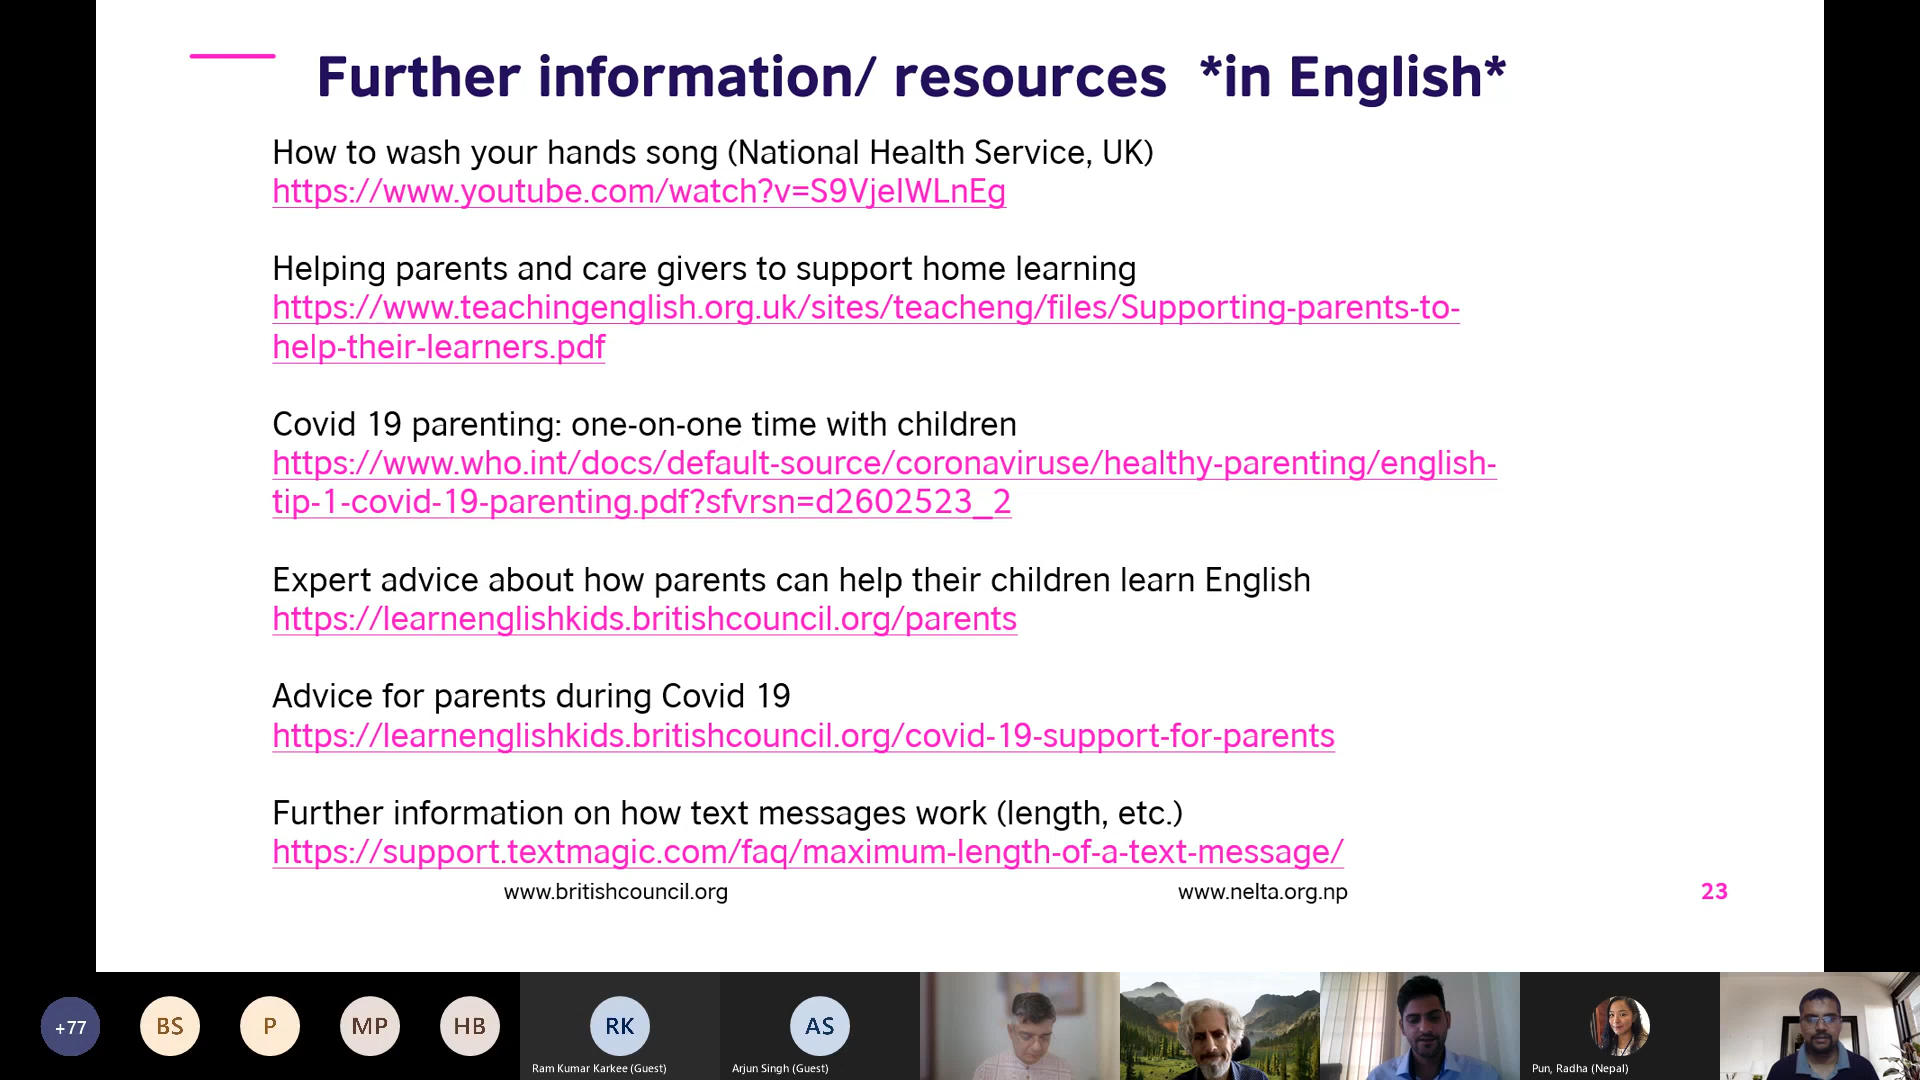 Further information/ resources *in English*
How to wash your hands song (National Health Service, UK)
https://www.youtube.com/watch?v=S9VjeIWLnEg
Helping parents and care givers to support home learning
https://www.teachingenglish.org.uk/sites/teacheng/files/Supporting-parents-to-
help-their-learners.pdf
Covid 19 parenting: one-on-one time with children
https://www.who.int/docs/default-source/coronaviruse/healthy-parenting/english-
tip-1-covid-19-parenting.pdf?sfvrsn=d2602523_2
Expert advice about how parents can help their children learn English
https://learnenglishkids.britishcouncil.org/parents
Advice for parents during Covid 19
https://learnenglishkids.britishcouncil.org/covid-19-support-for-parents
Further information on how text messages work (length, etc.)
https://support.textmagic.com/faq/maximum-length-of-a-text-message/
www.britishcouncil.org www.nelta.org.np 23
+77 BS P MP HB RK AS
Ram Kumar Karkee (Guest) Arjun Singh (Guest) Pun, Radha (Nepal)